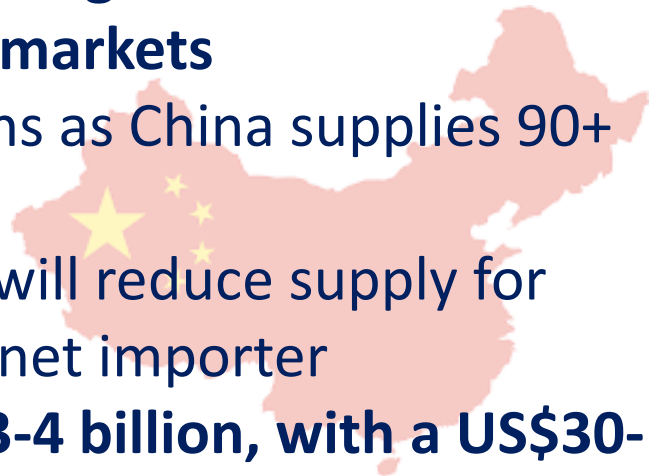 markets
ns as China supplies 90+
will reduce supply for
net importer
3-4 billion, with a US$30-